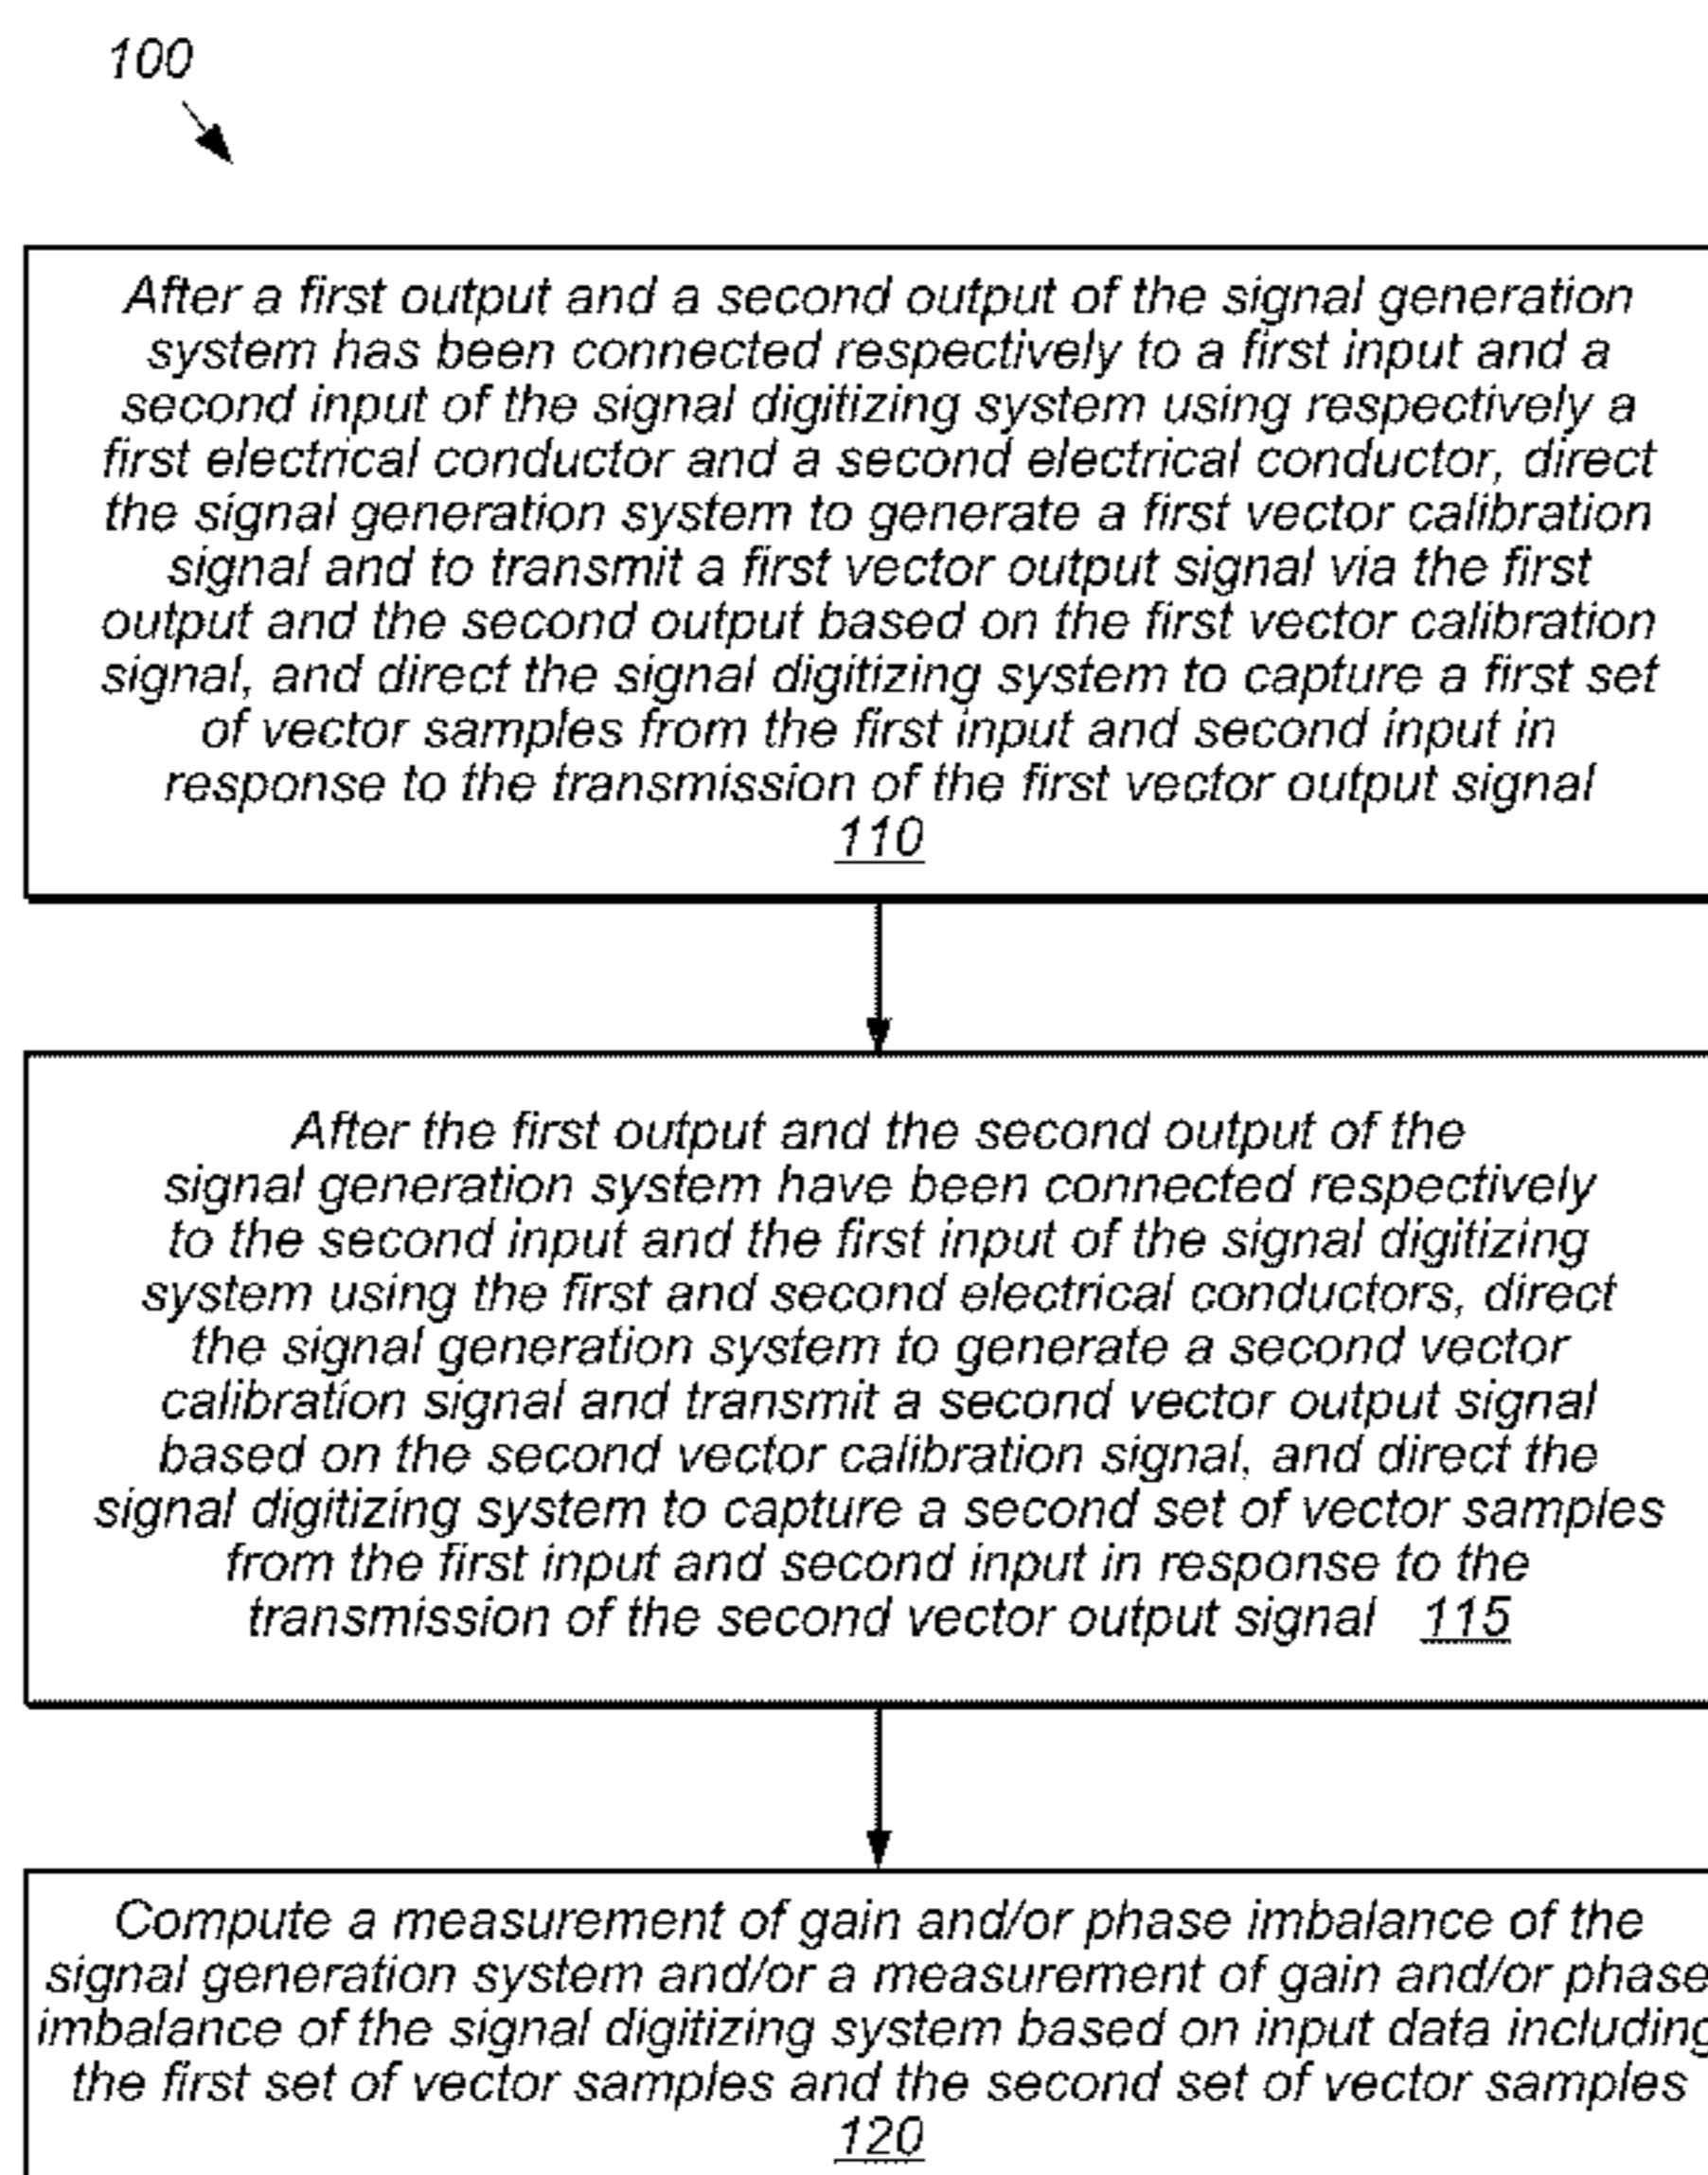 100
After a first output and a second output of the signal generation
system has been connected respectively to a first input and a
second input of the signal digitizing system using respectively a
first electrical conductor and a second electrical conductor, direct
the signal generation system to generate a first vector calibration
signal and to transmit a first vector output signal via the first
output and the second output based on the first vector calibration
signal, and direct the signal digitizing system to capture a first set
of vector samples from the first input and second input in
response to the transmission of the first vector output signal
110
After the first output and the second output of the
signal generation system have been connected respectively
to the second input and the first input of the signal digitizing
system using the first and second electrical conductors, direct
the signal generation system to generate a second vector
calibration signal and transmit a second vector output signal
based on the second vector calibration signal, and direct the
signal digitizing system to capture a second set of vector samples
from the first input and second input in response to the
transmission of the second vector output signal 115
Compute a measurement of gain and/or phase imbalance of the
signal generation system and/or a measurement of gain and/or phase
imbalance of the signal digitizing system based on input data including
the first set of vector samples and the second set of vector samples
120